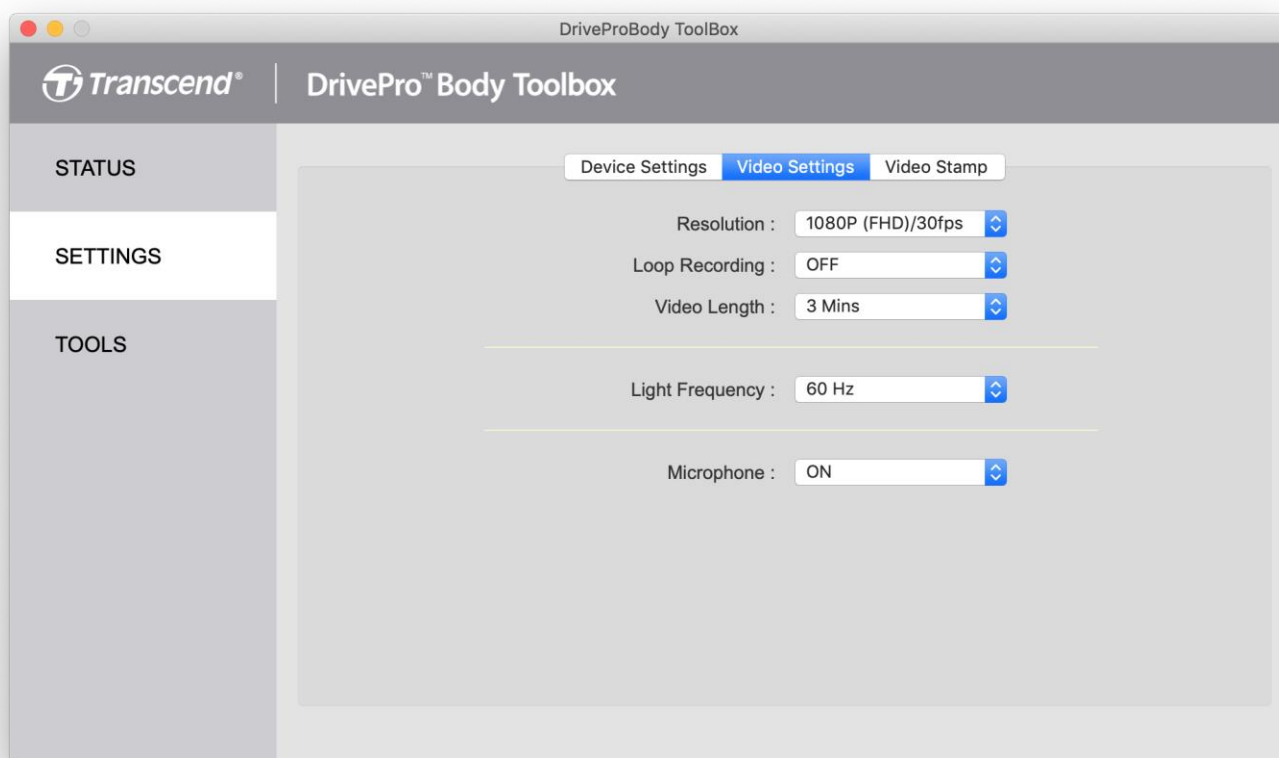 DriveProBody ToolBox
Transcend® DrivePro™ Body Toolbox
STATUS
SETTINGS
TOOLS
Device Settings Video Settings Video Stamp
Resolution : 1080P (FHD)/30fps
Loop Recording : OFF
Video Length : 3 Mins
Light Frequency : 60 Hz
Microphone : ON